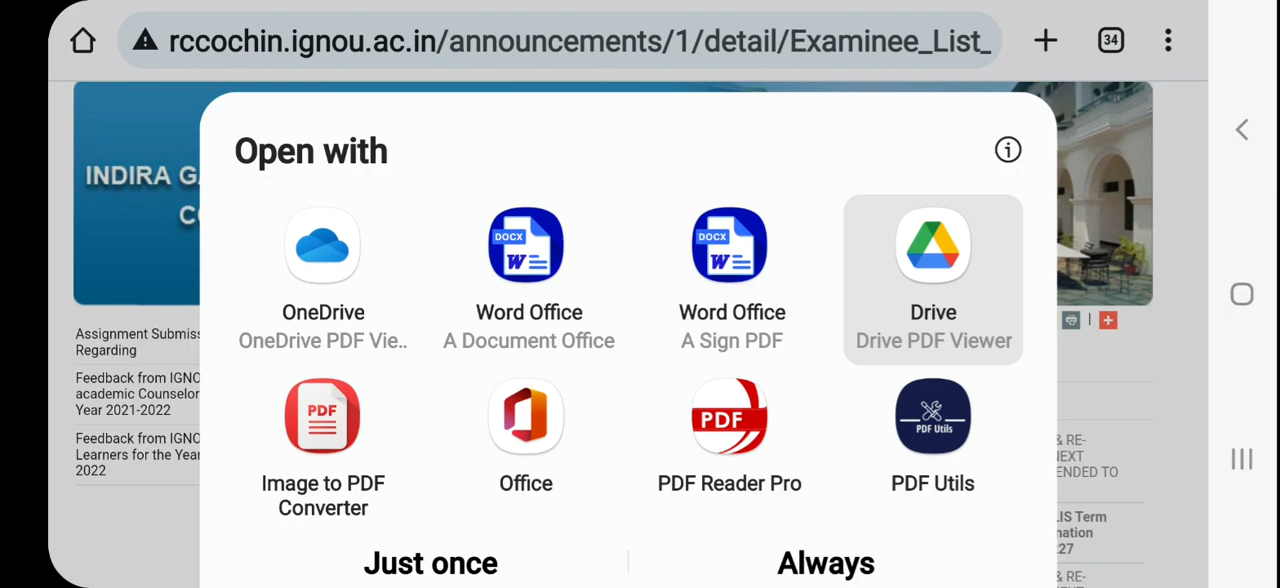 rccochin.ignou.ac.in/announcements/1/detail/Examinee_List_
34
INDIRA G
CO
Open with
DOCX
W
DOCX
W
OneDrive
Word Office
Word Office
Drive
OneDrive PDF Vie..
A Document Office
A Sign PDF
Drive PDF Viewer
PDF
PDF
PDF Utils
Image to PDF
Converter
Office
PDF Reader Pro
PDF Utils
Just once
Always
Assignment Submiss
Regarding
Feedback from IGNO
academic Counselor
Year 2021-2022
Feedback from IGNO
Learners for the Year
2022
& RE-
NEXT
ENDED TO
LIS Term
nation
27
& RE-